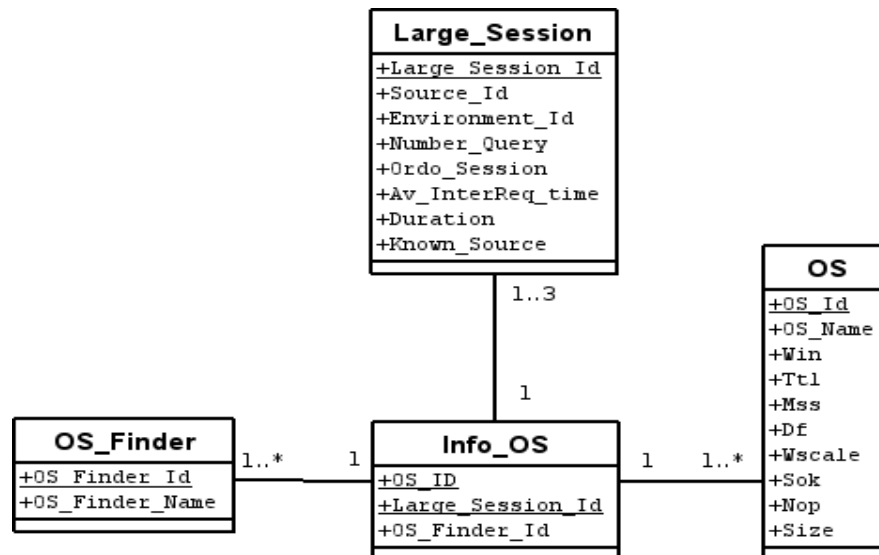 Large_Session
+Large_Session_Id
+Source_Id
+Environment_Id
+Number_Query
+Ordo_Session
+Av_InterReq_time
+Duration
+Known_Source
1..3
1
OS
+OS_Id
+OS_Name
+Win
+Ttl
+Mss
+Df
+Wscale
+Sok
+Nop
+Size
OS_Finder
+OS_Finder_Id
+OS_Finder_Name
1..*
1
Info_OS
+OS_ID
+Large_Session_Id
+OS_Finder_Id
1
1..*